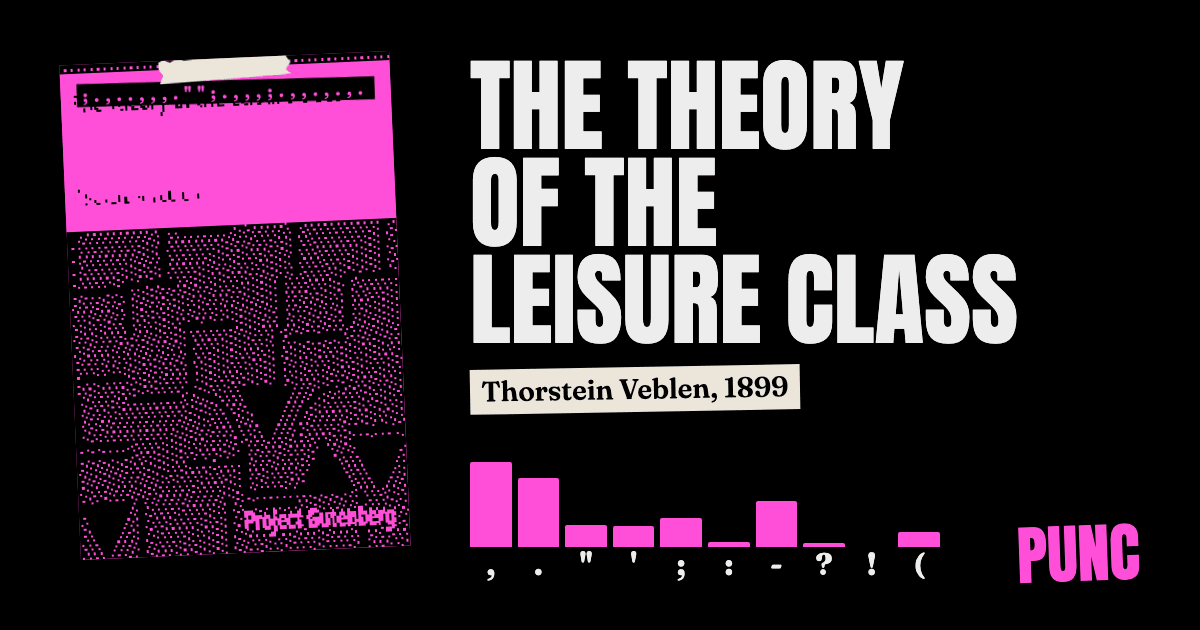 ; . , . . , , . " " ; . , , ; . , . , , .
THE THEORY
OF THE
LEISURE CLASS
Thorstein Veblen, 1899
Project Gutenberg
, . " ' ; : - ? ! (
PUNC